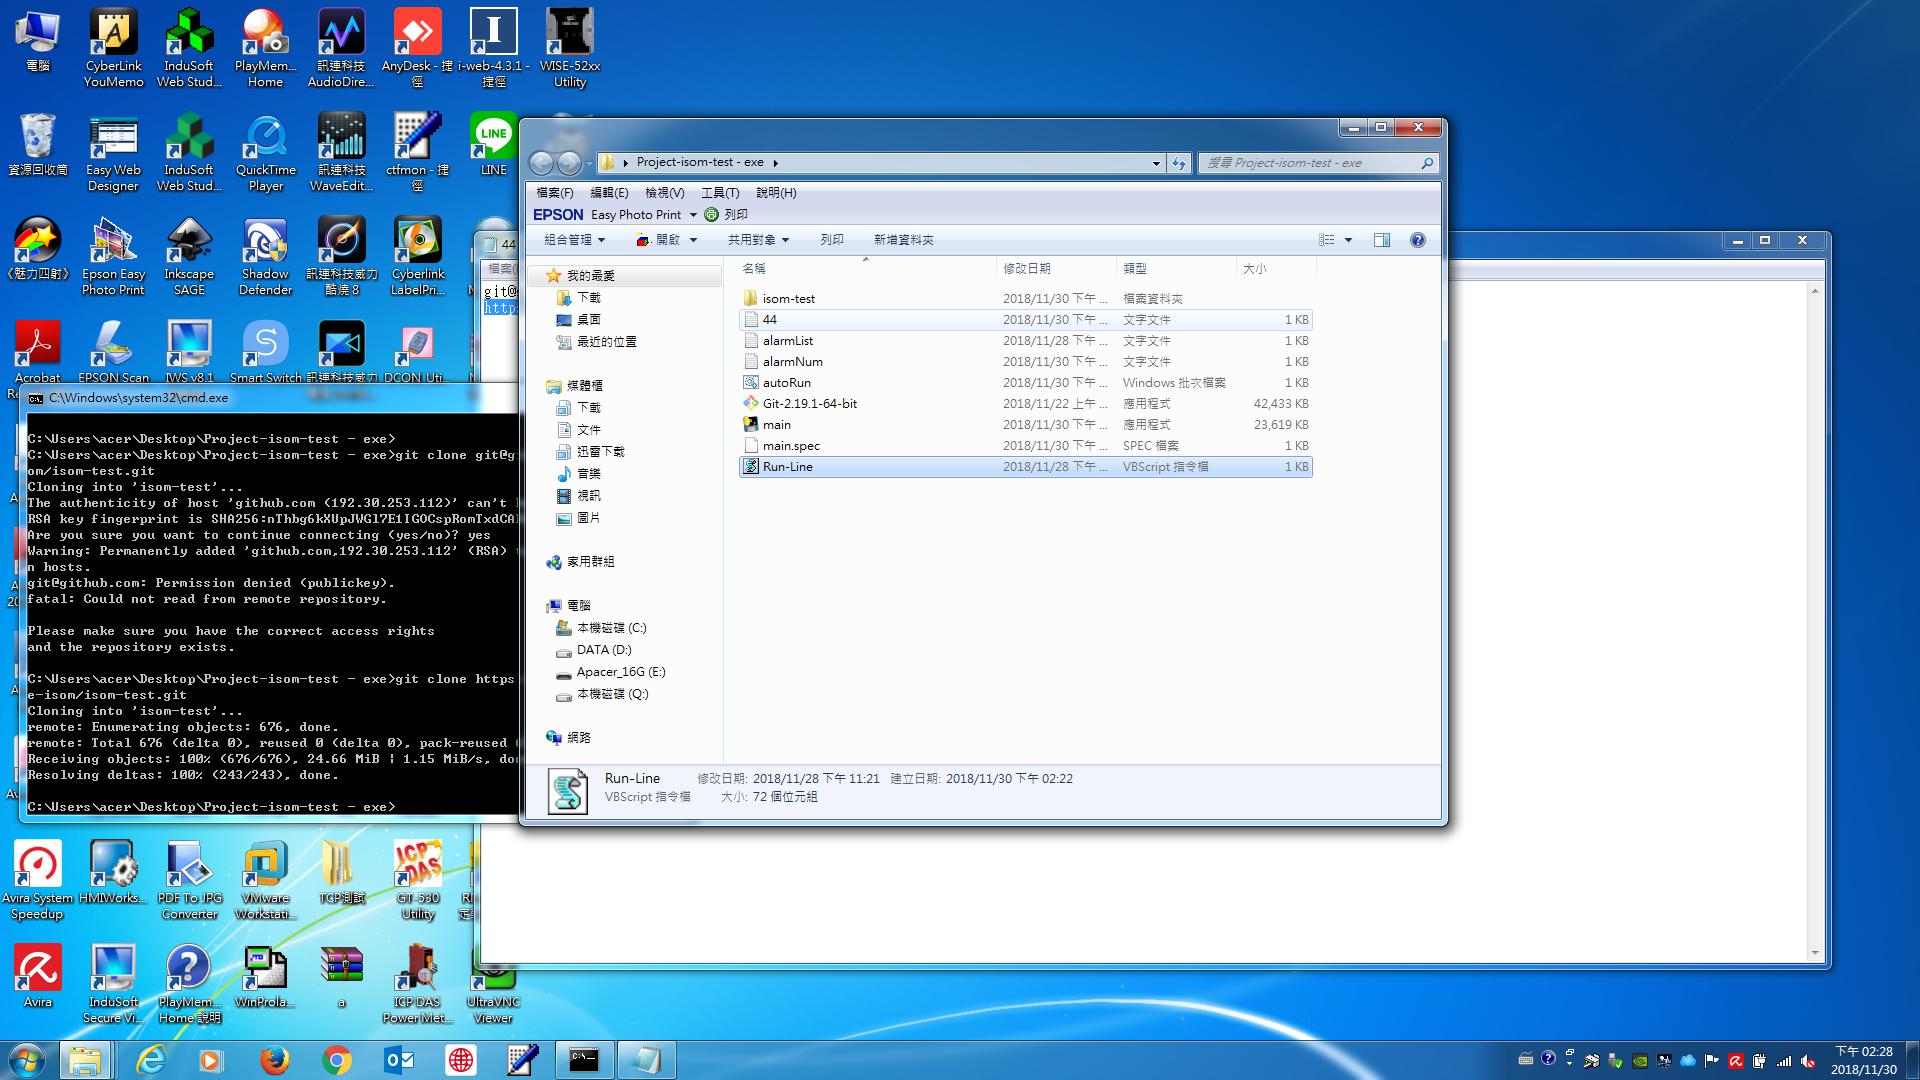 電腦
CyberLink YouMemo
InduSoft Web Stud...
PlayMem... Home
訊連科技 AudioDire...
AnyDesk - 捷徑
i-web-4.3.1 - 捷徑
WISE-52xx Utility
資源回收筒
Easy Web Designer
InduSoft Web Stud...
QuickTime Player
訊連科技 WaveEdit...
ctfmon - 捷徑
LINE
《魅力四射》
Epson Easy Photo Print
Inkscape SAGE
Shadow Defender
訊連科技威力酷燒 8
Cyberlink LabelPri...
Acrobat
EPSON Scan
IWS v8.1
Smart Switch
訊連科技威力
DCON_Uti...
C:\Windows\system32\cmd.exe
C:\Users\acer\Desktop\Project-isom-test - exe>
C:\Users\acer\Desktop\Project-isom-test - exe>git clone git@g
om/isom-test.git
Cloning into 'isom-test'...
The authenticity of host 'github.com (192.30.253.112)' can't
RSA key fingerprint is SHA256:nThbg6kXUpJWGl7E1IGOCspRomTxdCA
Are you sure you want to continue connecting (yes/no)? yes
Warning: Permanently added 'github.com,192.30.253.112' (RSA)
n hosts.
git@github.com: Permission denied (publickey).
fatal: Could not read from remote repository.
Please make sure you have the correct access rights
and the repository exists.
C:\Users\acer\Desktop\Project-isom-test - exe>git clone https
e-isom/isom-test.git
Cloning into 'isom-test'...
remote: Enumerating objects: 676, done.
remote: Total 676 (delta 0), reused 0 (delta 0), pack-reused
Receiving objects: 100% (676/676), 24.66 MiB | 1.15 MiB/s, do
Resolving deltas: 100% (243/243), done.
C:\Users\acer\Desktop\Project-isom-test - exe>
44
檔案(
git@
http
Project-isom-test - exe
搜尋 Project-isom-test - exe
檔案(F) 編輯(E) 檢視(V) 工具(T) 說明(H)
EPSON Easy Photo Print 列印
組合管理 開啟 共用對象 列印 新增資料夾
我的最愛
下載
桌面
最近的位置
媒體櫃
下載
文件
迅雷下载
音樂
視訊
圖片
家用群組
電腦
本機磁碟 (C:)
DATA (D:)
Apacer_16G (E:)
本機磁碟 (Q:)
網路
名稱 修改日期 類型 大小
isom-test 2018/11/30 下午 ... 檔案資料夾
44 2018/11/30 下午 ... 文字文件 1 KB
alarmList 2018/11/28 下午 ... 文字文件 1 KB
alarmNum 2018/11/30 下午 ... 文字文件 1 KB
autoRun 2018/11/30 下午 ... Windows 批次檔案 1 KB
Git-2.19.1-64-bit 2018/11/22 上午 ... 應用程式 42,433 KB
main 2018/11/30 下午 ... 應用程式 23,619 KB
main.spec 2018/11/30 下午 ... SPEC 檔案 1 KB
Run-Line 2018/11/28 下午 ... VBScript 指令檔 1 KB
Run-Line 修改日期: 2018/11/28 下午 11:21 建立日期: 2018/11/30 下午 02:22
VBScript 指令檔 大小: 72 個位元組
Avira System Speedup
HMIWorks...
PDF To JPG Converter
VMware Workstati...
TCP測試
ICP DAS
GT-530 Utility
Avira
InduSoft Secure Vi...
PlayMem... Home 說明
WinProla...
a
ICP DAS Power Met...
UltraVNC Viewer
下午 02:28
2018/11/30